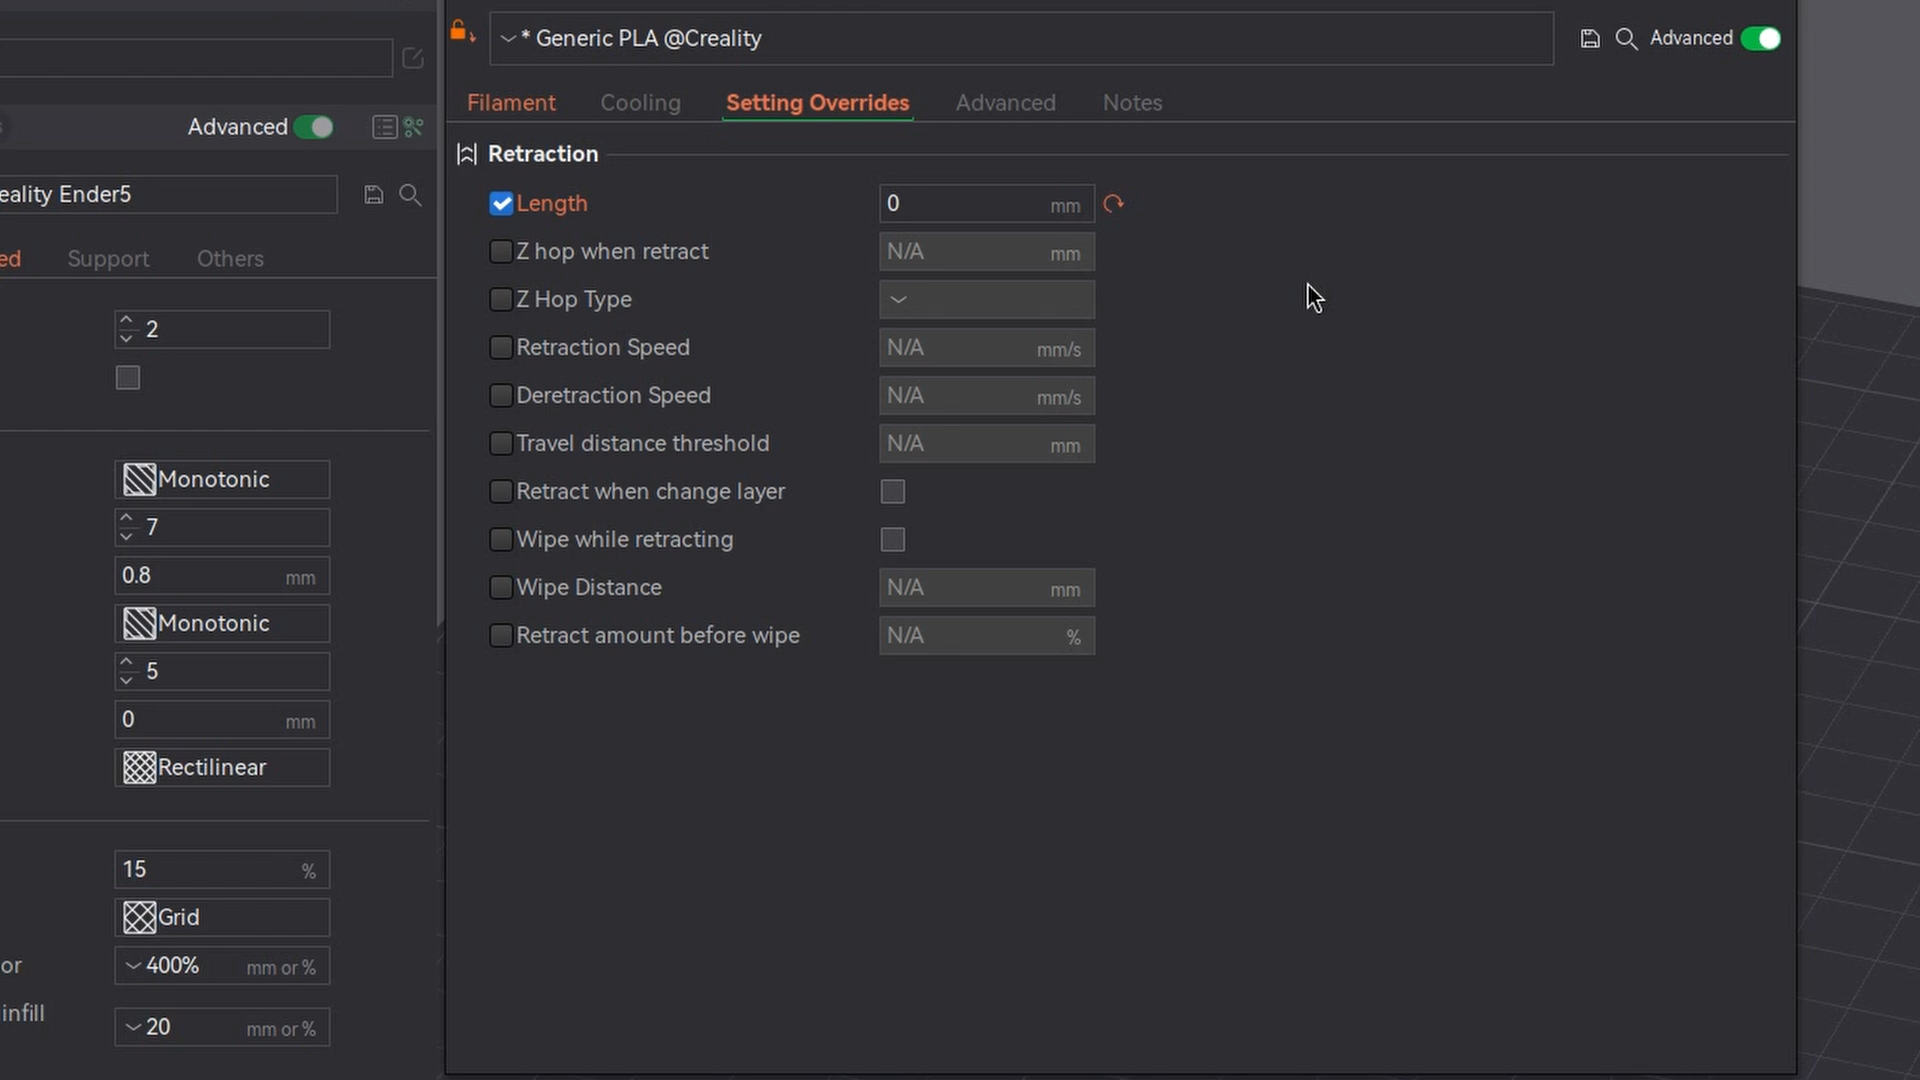 * Generic PLA @Creality
Advanced
Filament
Cooling
Setting Overrides
Advanced
Notes
Advanced
eality Ender5
ed
Support
Others
2
Monotonic
7
0.8 mm
Monotonic
5
0 mm
Rectilinear
15 %
Grid
or
400% mm or %
infill
20 mm or %
Retraction
Length 0 mm
Z hop when retract N/A mm
Z Hop Type
Retraction Speed N/A mm/s
Deretraction Speed N/A mm/s
Travel distance threshold N/A mm
Retract when change layer
Wipe while retracting
Wipe Distance N/A mm
Retract amount before wipe N/A %